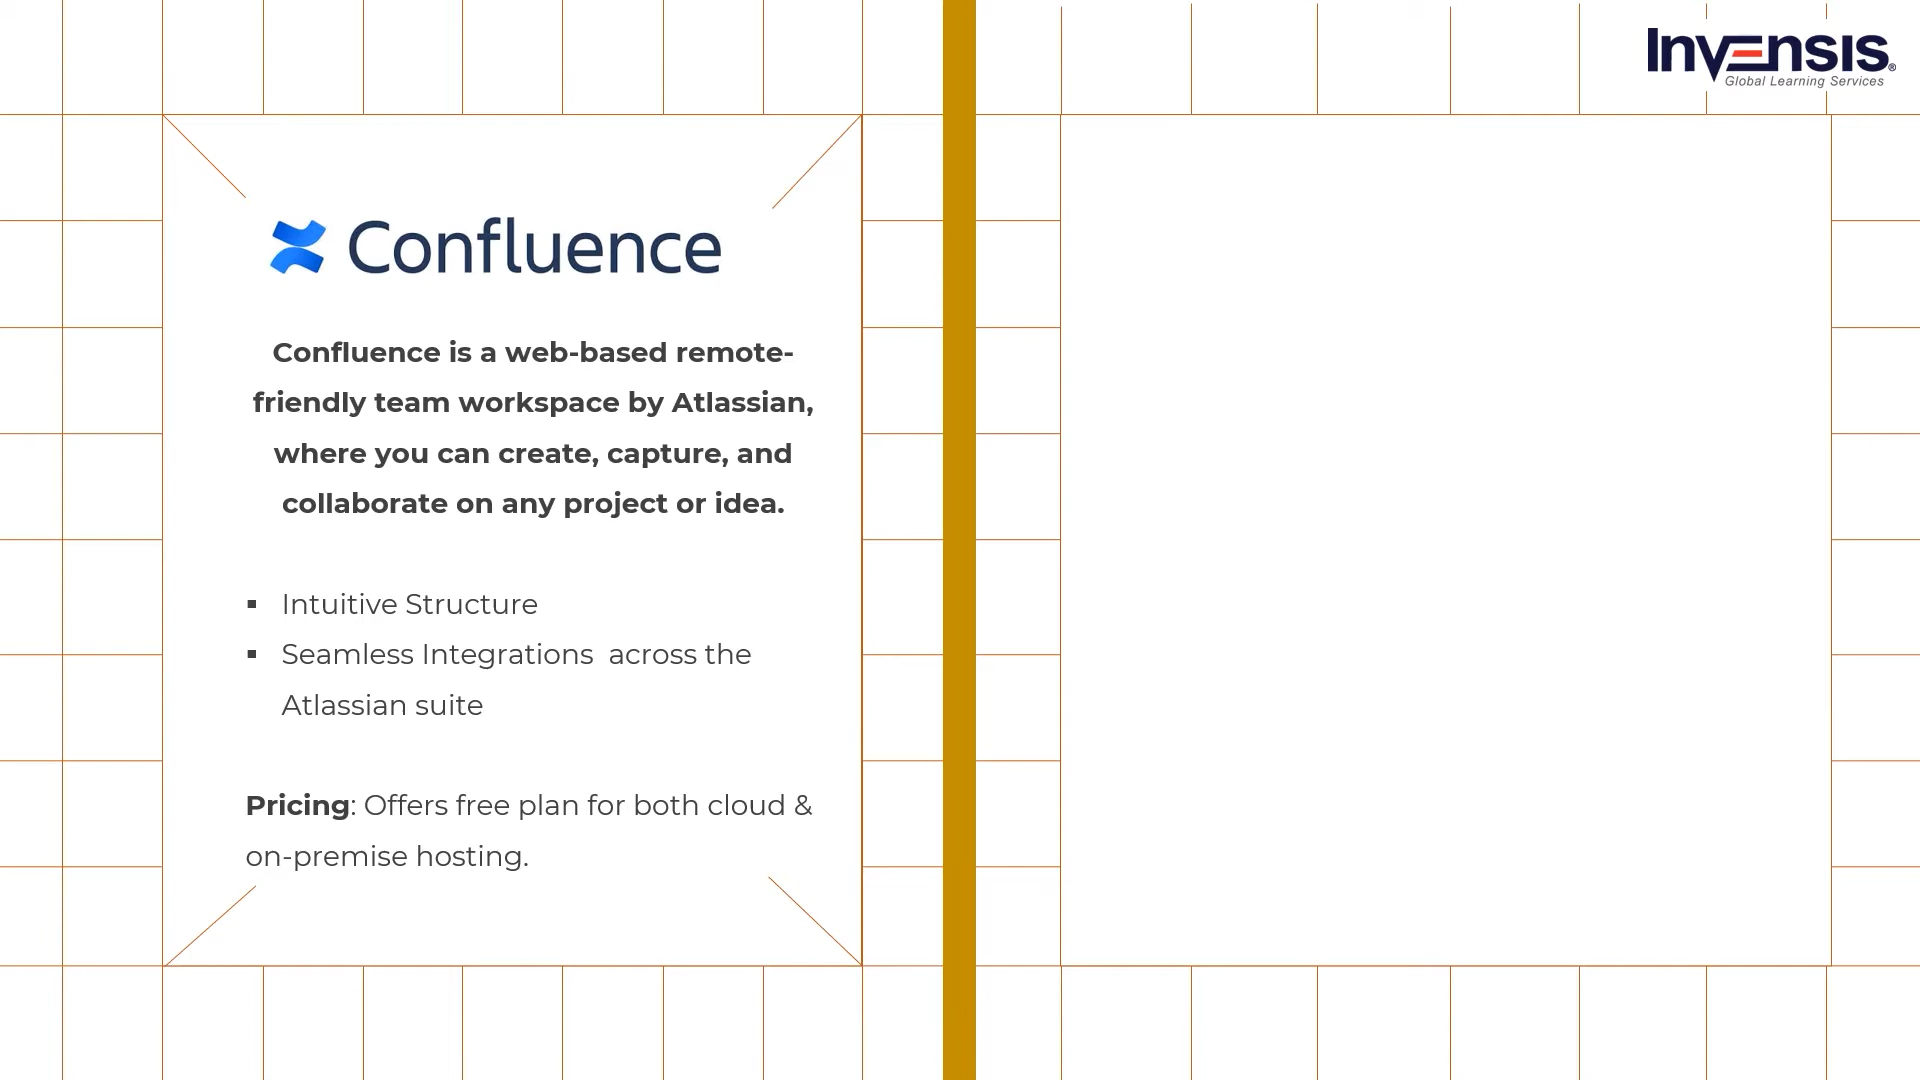 Invensis®
Global Learning Services
Confluence
Confluence is a web-based remote-
friendly team workspace by Atlassian,
where you can create, capture, and
collaborate on any project or idea.
▪ Intuitive Structure
▪ Seamless Integrations  across the
Atlassian suite
Pricing: Offers free plan for both cloud &
on-premise hosting.